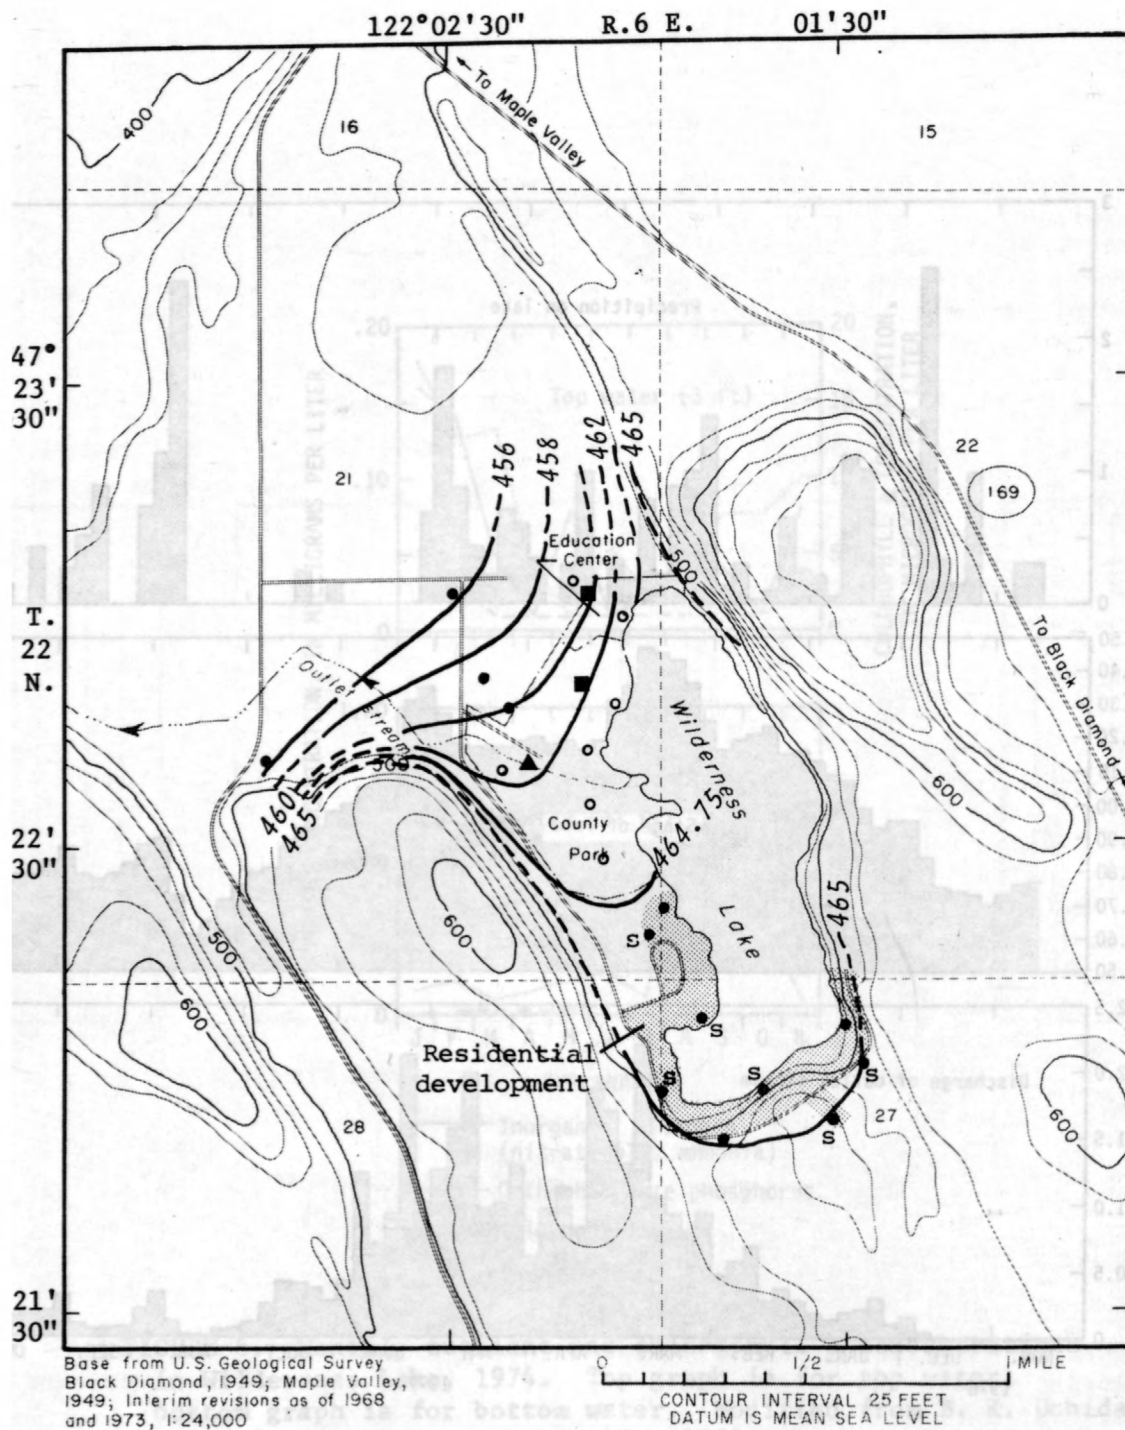 122°02'30" R.6 E. 01'30"
To Maple Valley
400
16
15
47°
23'
30"
456
458
462
465
22
169
21
Education
Center
500
T.
22
N.
To Black Diamond
Outlet stream
Wilderness
Lake
500
460
465
600
464.75
County
Park
22'
30"
465
600
500
600
S
S
Residential
development
S
S
S
S
27
28
600
21'
30"
Base from U.S. Geological Survey
Black Diamond, 1949; Maple Valley,
1949; Interim revisions as of 1968
and 1973, 1:24,000
0 1/2 1 MILE
CONTOUR INTERVAL 25 FEET
DATUM IS MEAN SEA LEVEL